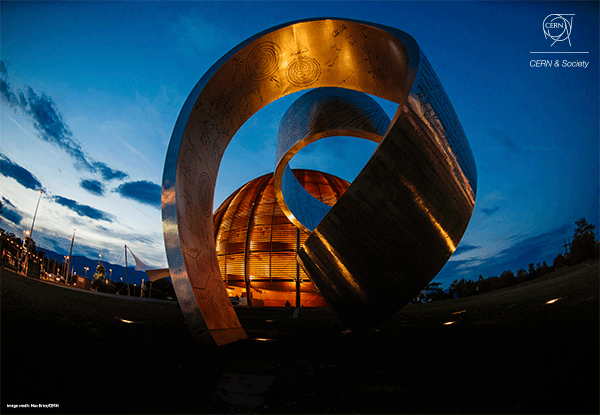 CERN
CERN & Society
Image credit: Max Brice/CERN